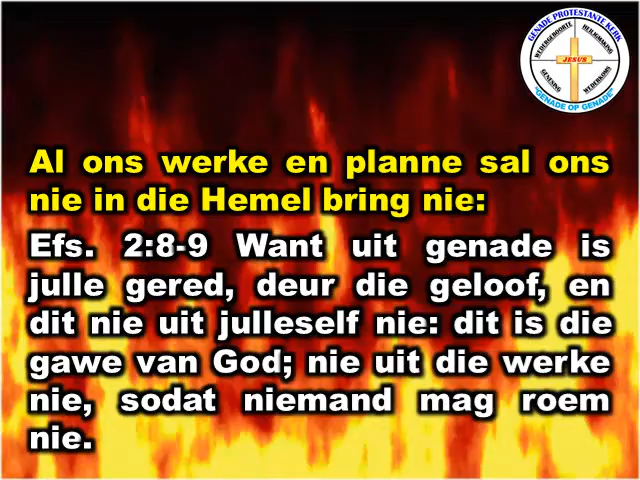 GENADE PROTESTANTE KERK
WEDERGEBOORTE
HEILIGMAKING
JESUS
GENESING
WEDERKOMS
"GENADE OP GENADE"
Al ons werke en planne sal ons
nie in die Hemel bring nie:
Efs. 2:8-9 Want uit genade is
julle gered, deur die geloof, en
dit nie uit julleself nie: dit is die
gawe van God; nie uit die werke
nie, sodat niemand mag roem
nie.